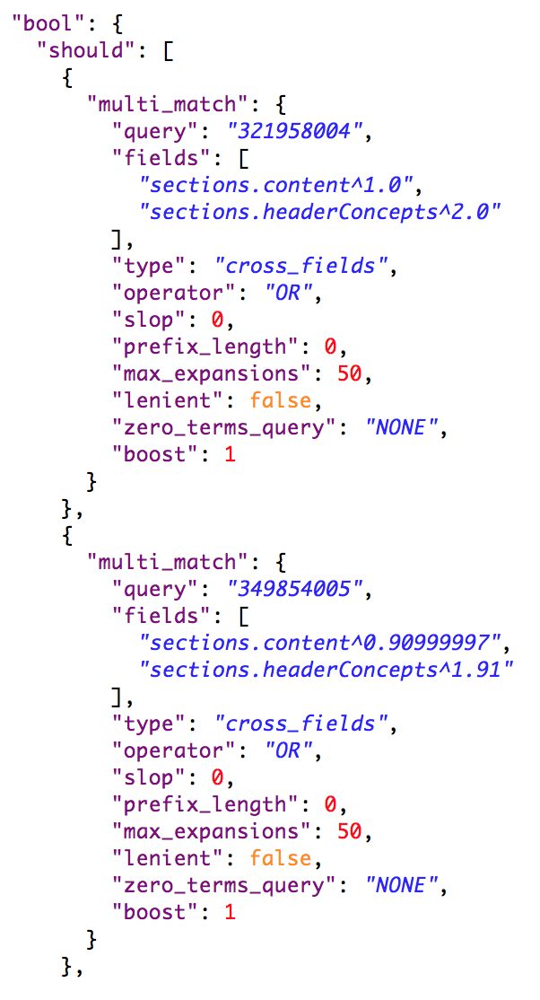 "bool": {
  "should": [
    {
      "multi_match": {
        "query": "321958004",
        "fields": [
          "sections.content^1.0",
          "sections.headerConcepts^2.0"
        ],
        "type": "cross_fields",
        "operator": "OR",
        "slop": 0,
        "prefix_length": 0,
        "max_expansions": 50,
        "lenient": false,
        "zero_terms_query": "NONE",
        "boost": 1
      }
    },
    {
      "multi_match": {
        "query": "349854005",
        "fields": [
          "sections.content^0.90999997",
          "sections.headerConcepts^1.91"
        ],
        "type": "cross_fields",
        "operator": "OR",
        "slop": 0,
        "prefix_length": 0,
        "max_expansions": 50,
        "lenient": false,
        "zero_terms_query": "NONE",
        "boost": 1
      }
    },